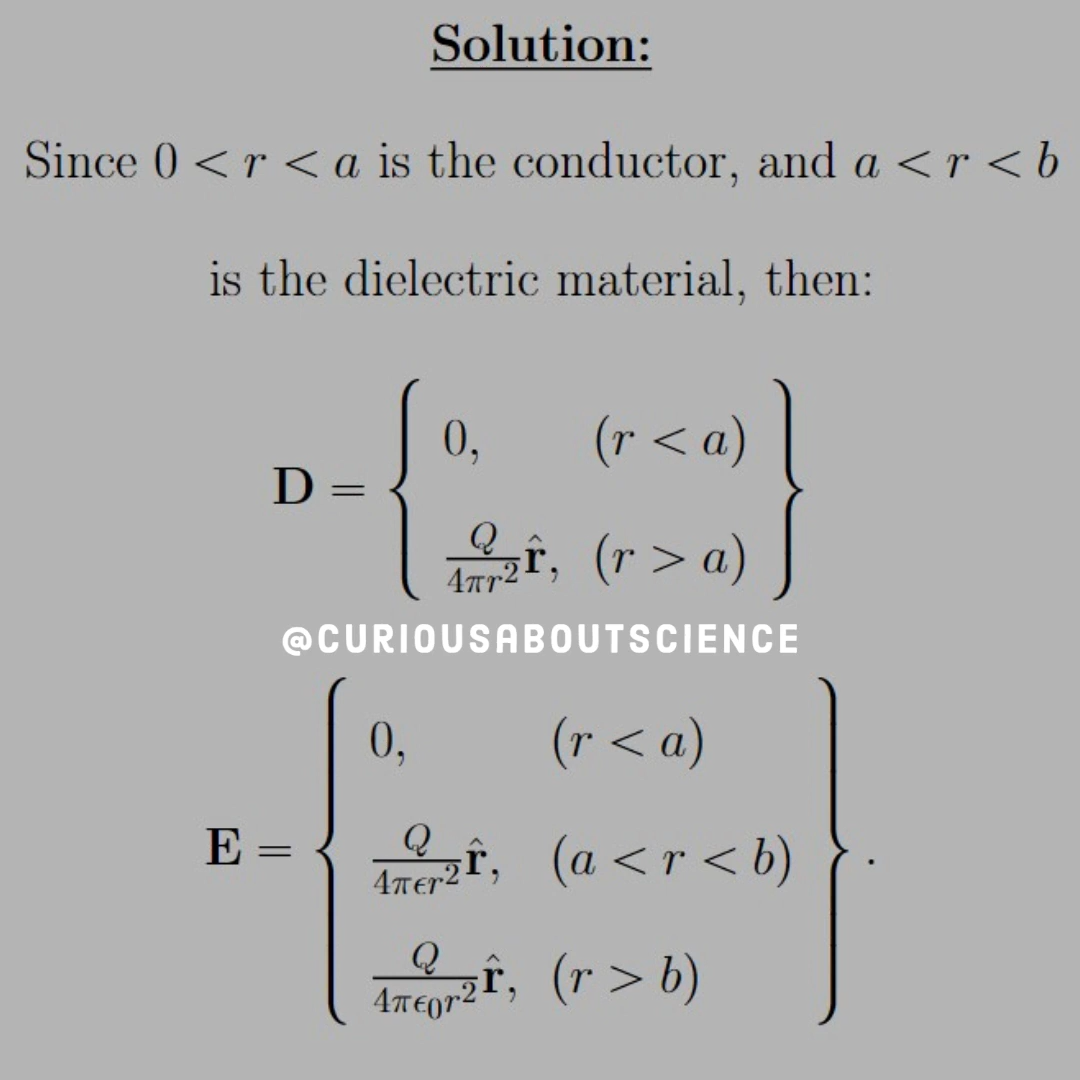 Solution:
Since 0 < r < a is the conductor, and a < r < b
is the dielectric material, then:
D = { 0, (r < a)
Q/4πr² r̂, (r > a) }
@CURIOUSABOUTSCIENCE
E = { 0, (r < a)
Q/4πϵr² r̂, (a < r < b)
Q/4πϵ₀r² r̂, (r > b) } .